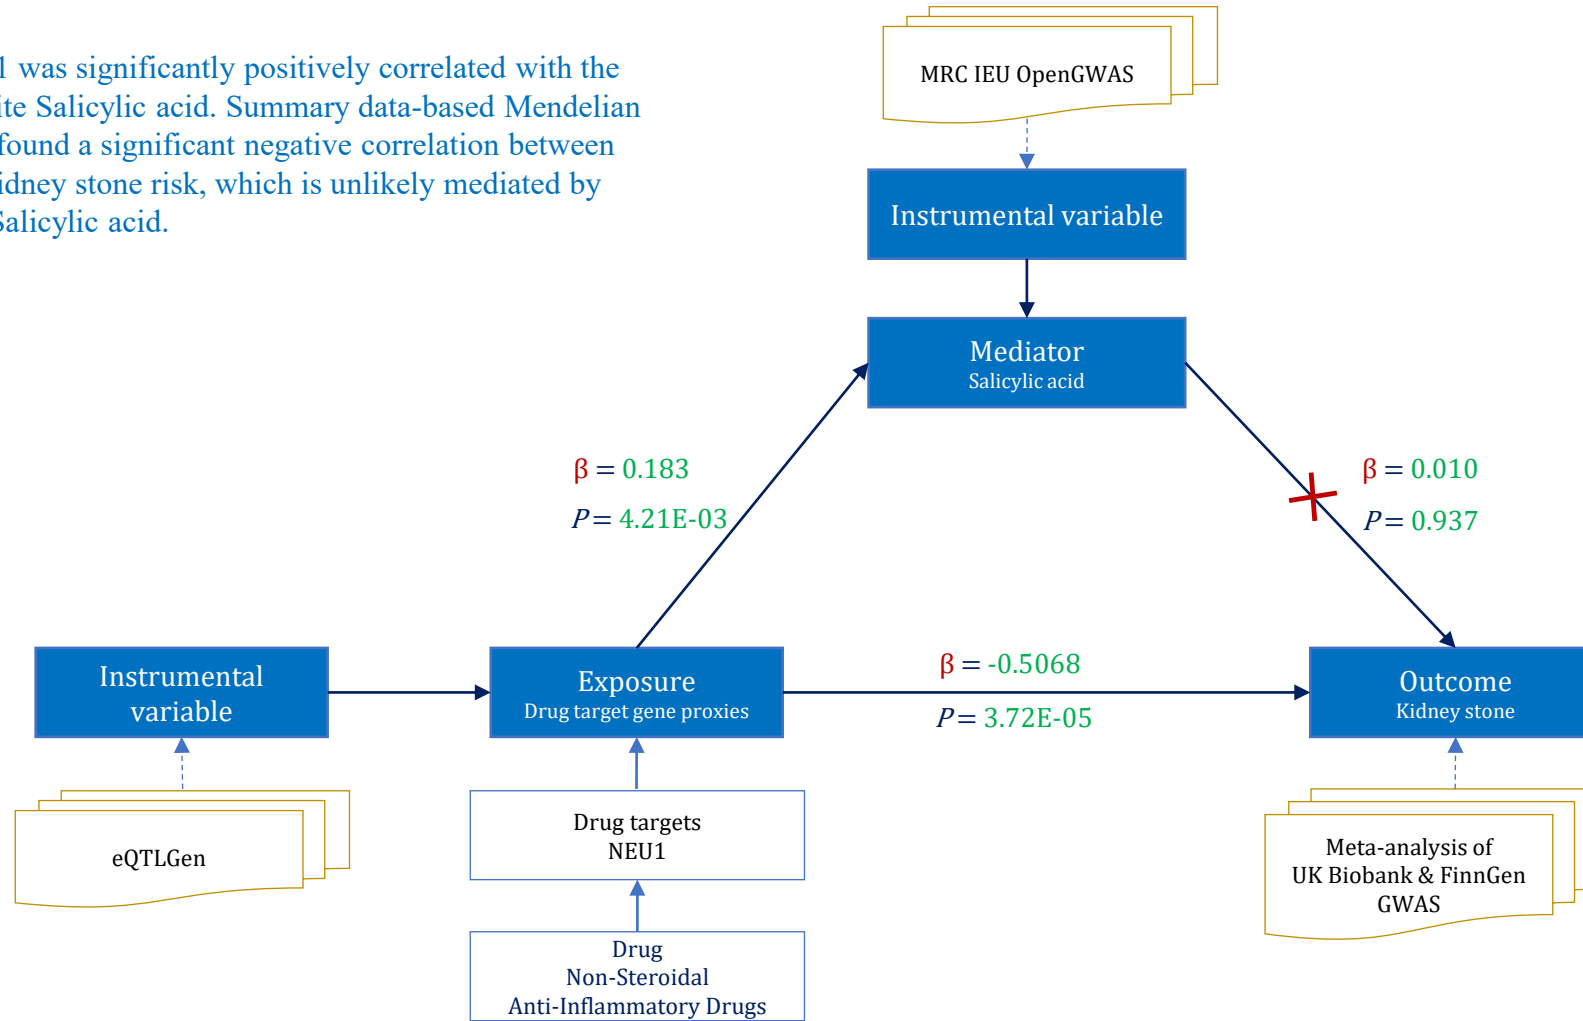 1 was significantly positively correlated with the
ite Salicylic acid. Summary data-based Mendelian
found a significant negative correlation between
idney stone risk, which is unlikely mediated by
Salicylic acid.
MRC IEU OpenGWAS
Instrumental variable
Mediator
Salicylic acid
β = 0.183
P = 4.21E-03
β = 0.010
P = 0.937
Instrumental
variable
Exposure
Drug target gene proxies
β = -0.5068
P = 3.72E-05
Outcome
Kidney stone
eQTLGen
Drug targets
NEU1
Drug
Non-Steroidal
Anti-Inflammatory Drugs
Meta-analysis of
UK Biobank & FinnGen
GWAS